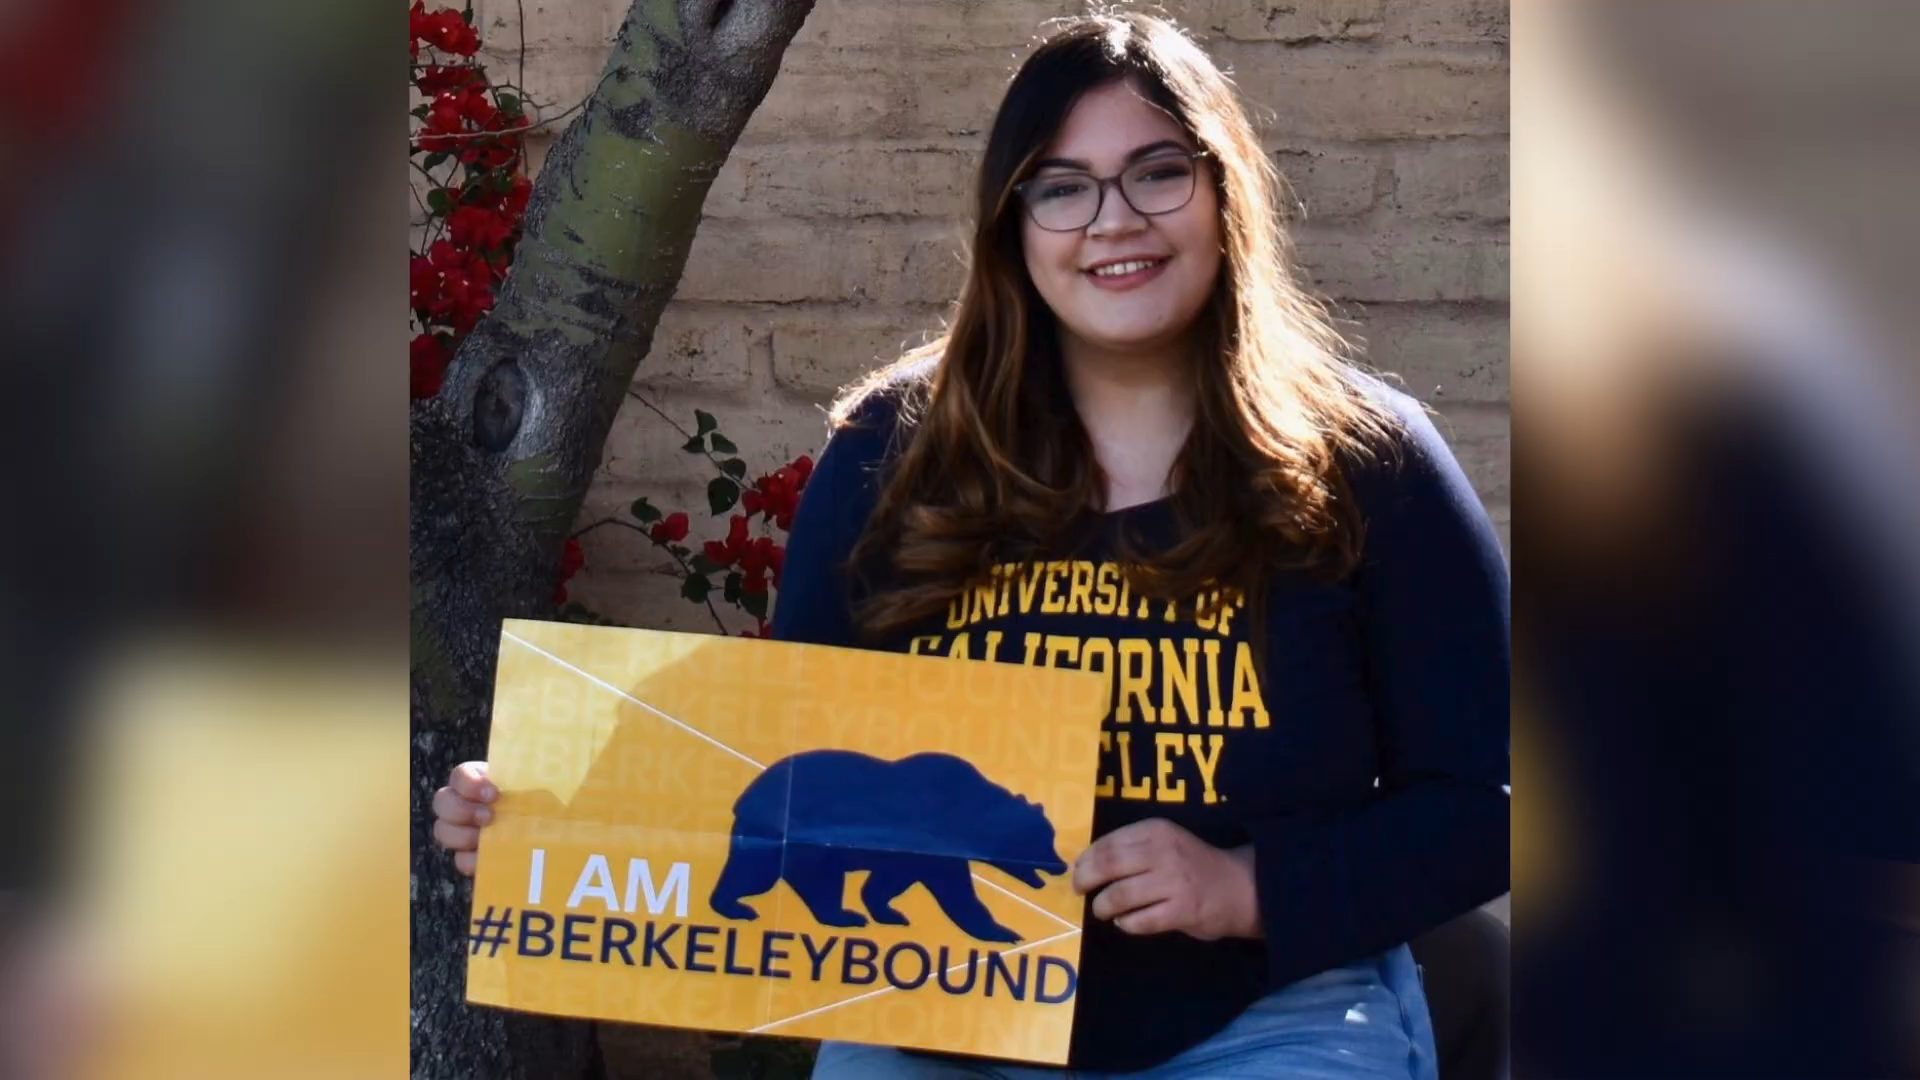 UNIVERSITY OF
CALIFORNIA
ELEY.
I AM
#BERKELEYBOUND